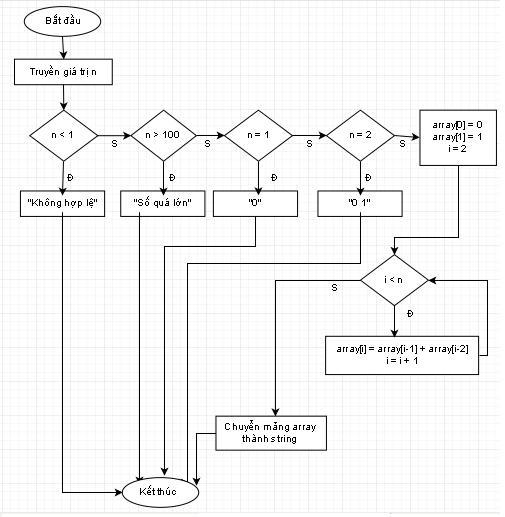 Bắt đầu
Truyền giá trị n
n < 1
S
n > 100
S
n = 1
S
n = 2
S
array[0] = 0
array[1] = 1
i = 2
Đ
Đ
Đ
Đ
"Không hợp lệ"
"Số quá lớn"
"0"
"0 1"
i < n
S
Đ
array[i] = array[i-1] + array[i-2]
i = i + 1
Chuyển mảng array
thành string
Kết thúc